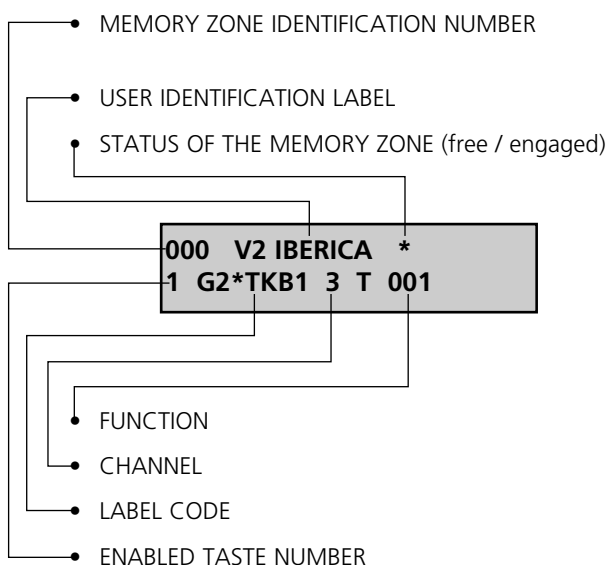 MEMORY ZONE IDENTIFICATION NUMBER
USER IDENTIFICATION LABEL
STATUS OF THE MEMORY ZONE (free / engaged)
000 V2 IBERICA *
1 G2*TKB1 3 T 001
FUNCTION
CHANNEL
LABEL CODE
ENABLED TASTE NUMBER